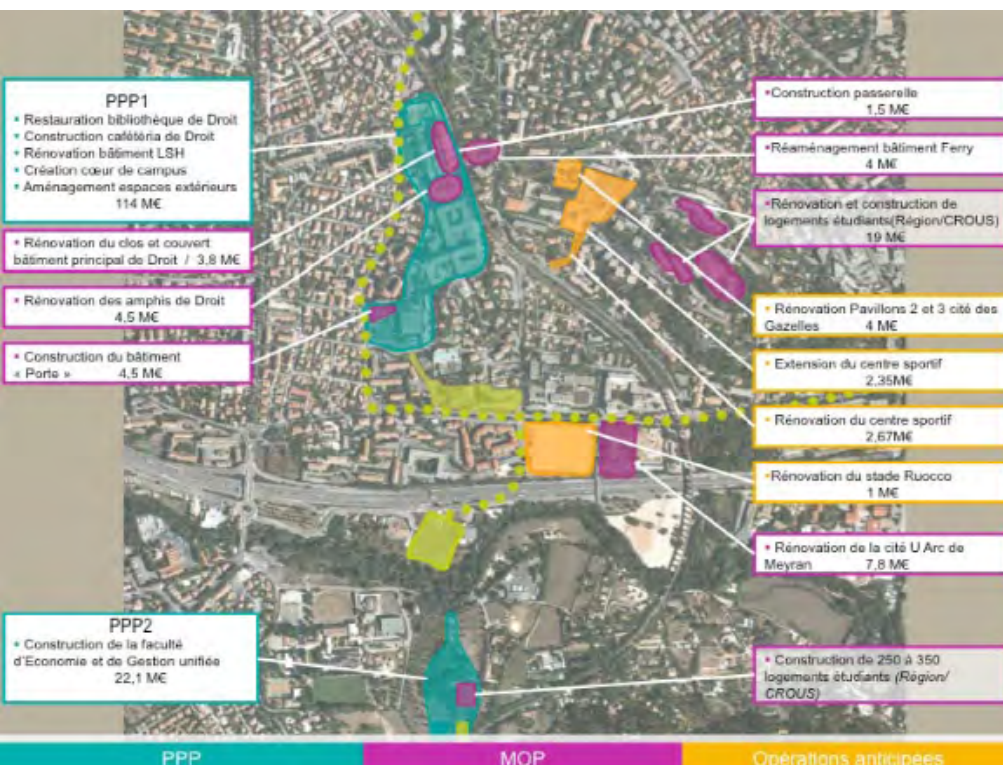 PPP1
• Restauration bibliothèque de Droit
• Construction cafétéria de Droit
• Rénovation bâtiment LSH
• Création cœur de campus
• Aménagement espaces extérieurs
114 M€
• Rénovation du clos et couvert
bâtiment principal de Droit / 3,8 M€
• Rénovation des amphis de Droit
4,5 M€
• Construction du bâtiment
« Porte » 4,5 M€
PPP2
• Construction de la faculté
d'Economie et de Gestion unifiée
22,1 M€
• Construction passerelle
1,5 M€
• Réaménagement bâtiment Ferry
4 M€
• Rénovation et construction de
logements étudiants(Région/CROUS)
19 M€
• Rénovation Pavillons 2 et 3 cité des
Gazelles 4 M€
• Extension du centre sportif
2,35M€
• Rénovation du centre sportif
2,67M€
• Rénovation du stade Ruocco
1 M€
• Rénovation de la cité U Arc de
Meyran 7,8 M€
• Construction de 250 à 350
logements étudiants (Région/
CROUS)
PPP
MOP
Opérations anticipées